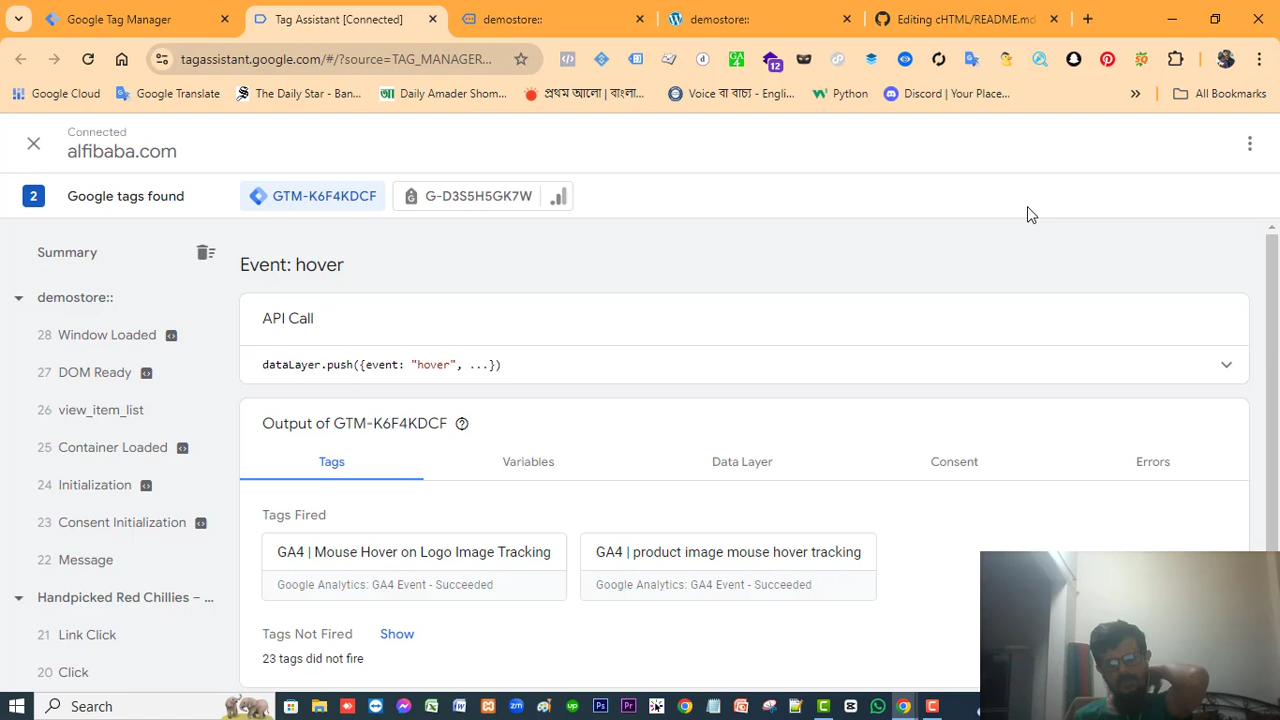 Google Tag Manager
Tag Assistant [Connected]
demostore::
demostore::
Editing cHTML/README.md
tagassistant.google.com/#/?source=TAG_MANAGER...
12
Google Cloud
Google Translate
The Daily Star - Ban...
Daily Amader Shom...
প্রথম আলো | বাংলা...
Voice বা বাচ্য - Engli...
Python
Discord | Your Place...
All Bookmarks
Connected
alfibaba.com
2 Google tags found
GTM-K6F4KDCF
G-D3S5H5GK7W
Summary
demostore::
28 Window Loaded
27 DOM Ready
26 view_item_list
25 Container Loaded
24 Initialization
23 Consent Initialization
22 Message
Handpicked Red Chillies – ...
21 Link Click
20 Click
Event: hover
API Call
dataLayer.push({event: "hover", ...})
Output of GTM-K6F4KDCF
Tags Variables Data Layer Consent Errors
Tags Fired
GA4 | Mouse Hover on Logo Image Tracking
Google Analytics: GA4 Event - Succeeded
GA4 | product image mouse hover tracking
Google Analytics: GA4 Event - Succeeded
Tags Not Fired Show
23 tags did not fire
Search